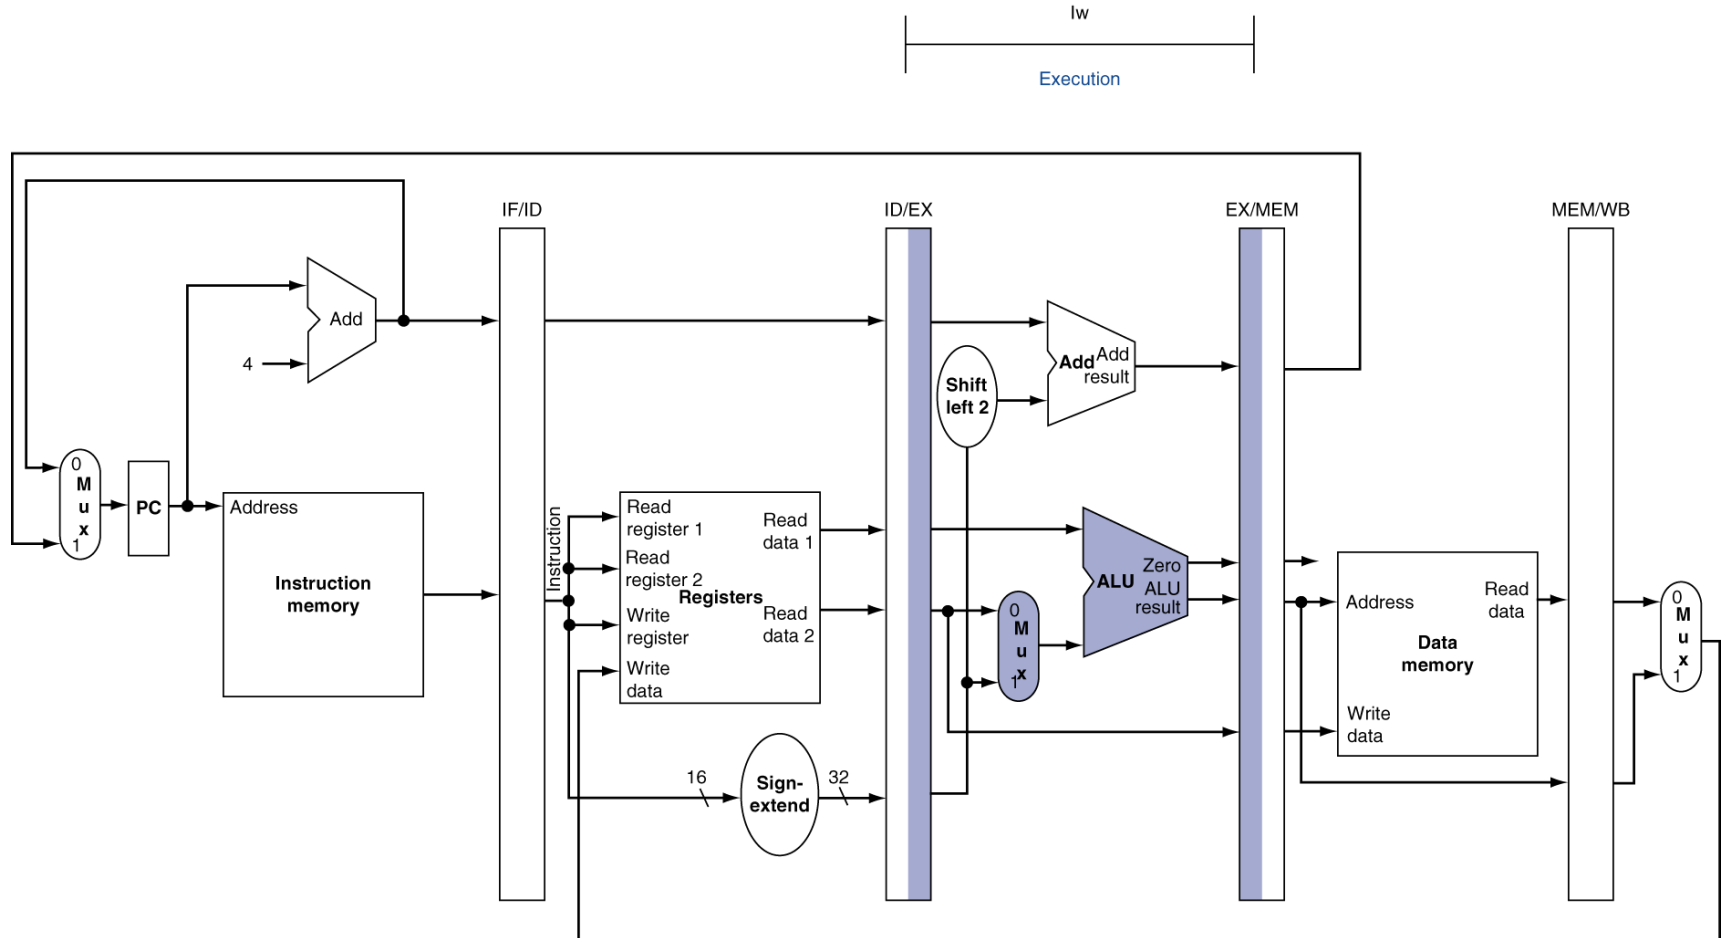 lw
Execution
IF/ID
ID/EX
EX/MEM
MEM/WB
Add
4
Add
Add
result
Shift
left 2
0
M
u
x
1
PC
Address
Instruction
memory
Instruction
Read
register 1
Read
register 2
Write
register
Write
data
Registers
Read
data 1
Read
data 2
16
Sign-
extend
32
0
M
u
x
1
ALU
Zero
ALU
result
Address
Read
data
Data
memory
Write
data
0
M
u
x
1